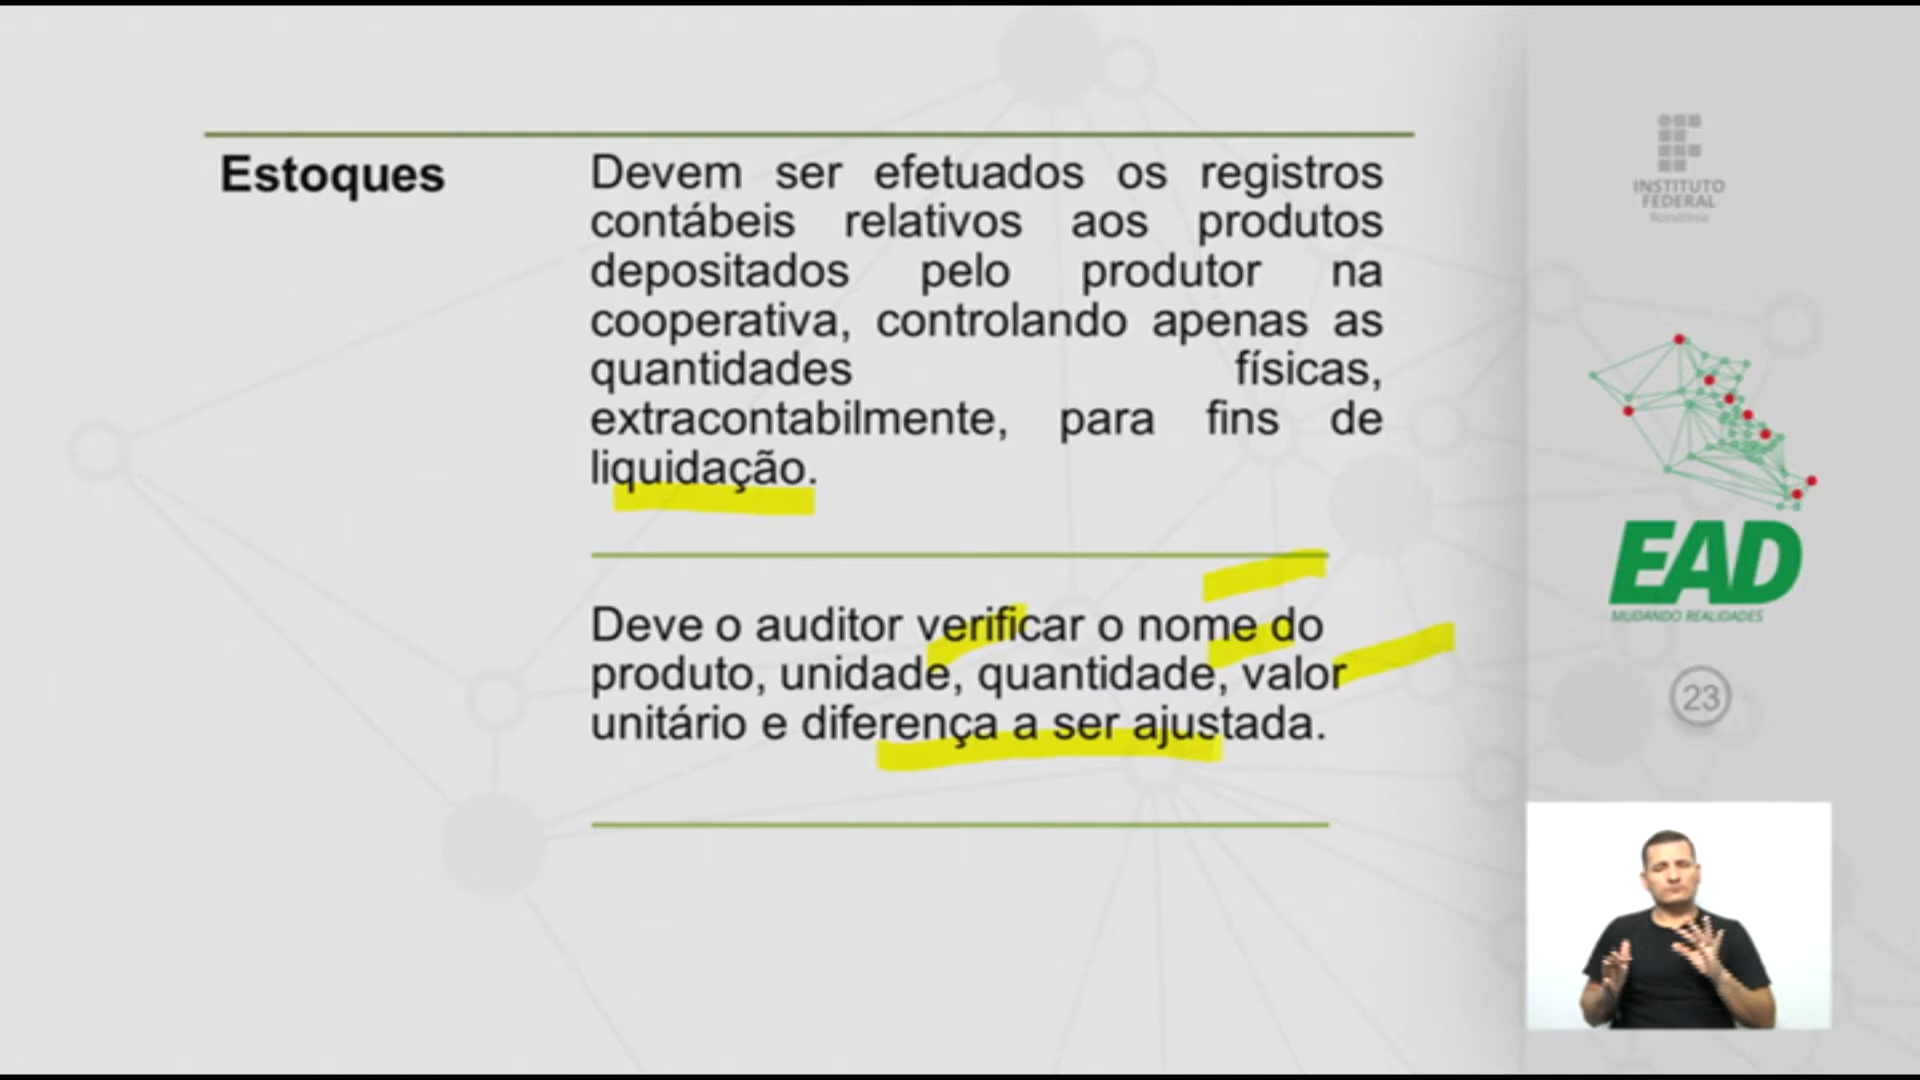 Estoques
Devem ser efetuados os registros
contábeis relativos aos produtos
depositados pelo produtor na
cooperativa, controlando apenas as
quantidades físicas,
extracontabilmente, para fins de
liquidação.
Deve o auditor verificar o nome do
produto, unidade, quantidade, valor
unitário e diferença a ser ajustada.
INSTITUTO
FEDERAL
Rondônia
EAD
MUDANDO REALIDADES
23